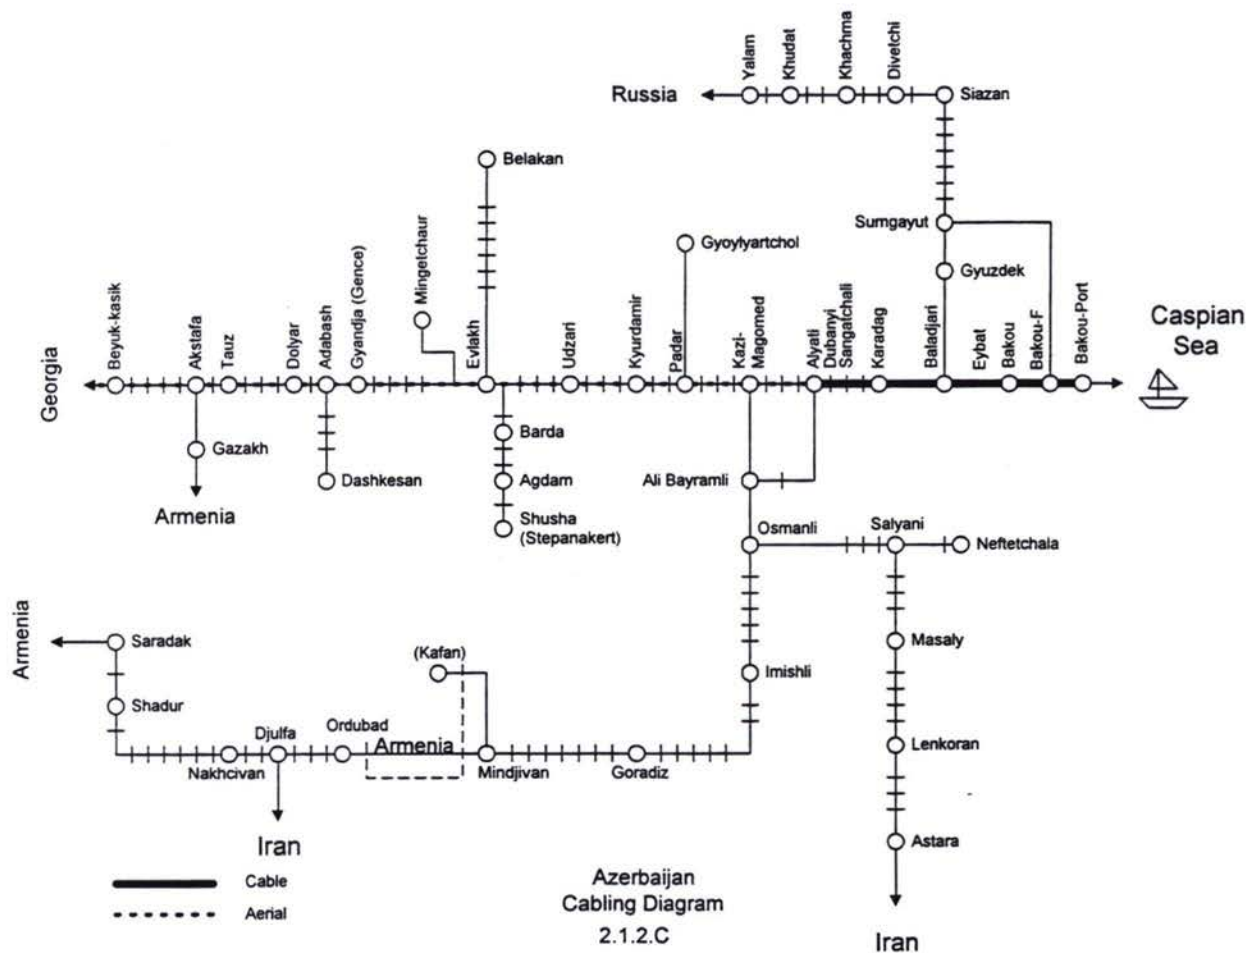 Yalam
Khudat
Khachma
Divetchi
Russia
Siazan
Belakan
Sumgayut
Gyoylyartchol
Gyuzdek
Mingetchaur
Beyuk-kasik
Akstafa
Tauz
Dolyar
Adabash
Gyandja (Gence)
Evlakh
Udzari
Kyurdamir
Padar
Kazi-
Magomed
Alyati
Dubanyi
Sangatchali
Karadag
Baladjari
Eybat
Bakou
Bakou-F
Bakou-Port
Caspian
Sea
Georgia
Gazakh
Armenia
Dashkesan
Barda
Agdam
Shusha
(Stepanakert)
Ali Bayramli
Osmanli
Salyani
Neftetchala
Armenia
Saradak
(Kafan)
Masaly
Imishli
Shadur
Djulfa
Ordubad
Armenia
Lenkoran
Nakhcivan
Mindjivan
Goradiz
Iran
Astara
Cable
Aerial
Azerbaijan
Cabling Diagram
2.1.2.C
Iran